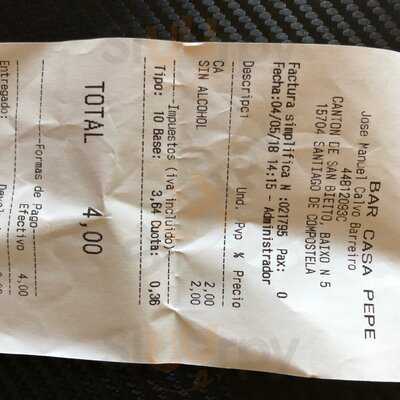 BAR CASA PEPE
Jose Manuel Calvo Barreiro
44812093C
CANTON DE SAN BIEITO, BAIXO N 5
15704 SANTIAGO DE COMPOSTELA
Factura simplifica N :021795 Pax: 0
Fecha:04/05/18 14:15 - Administrador
Descripci Und. Pvp % Precio
CA 2,00
SIN ALCOHOL 2,00
Impuestos (iva incluido)
Tipo: 10 Base: 3,64 Cuota: 0,36
TOTAL 4,00
Formas de Pago
Efectivo 4,00
Entregado: